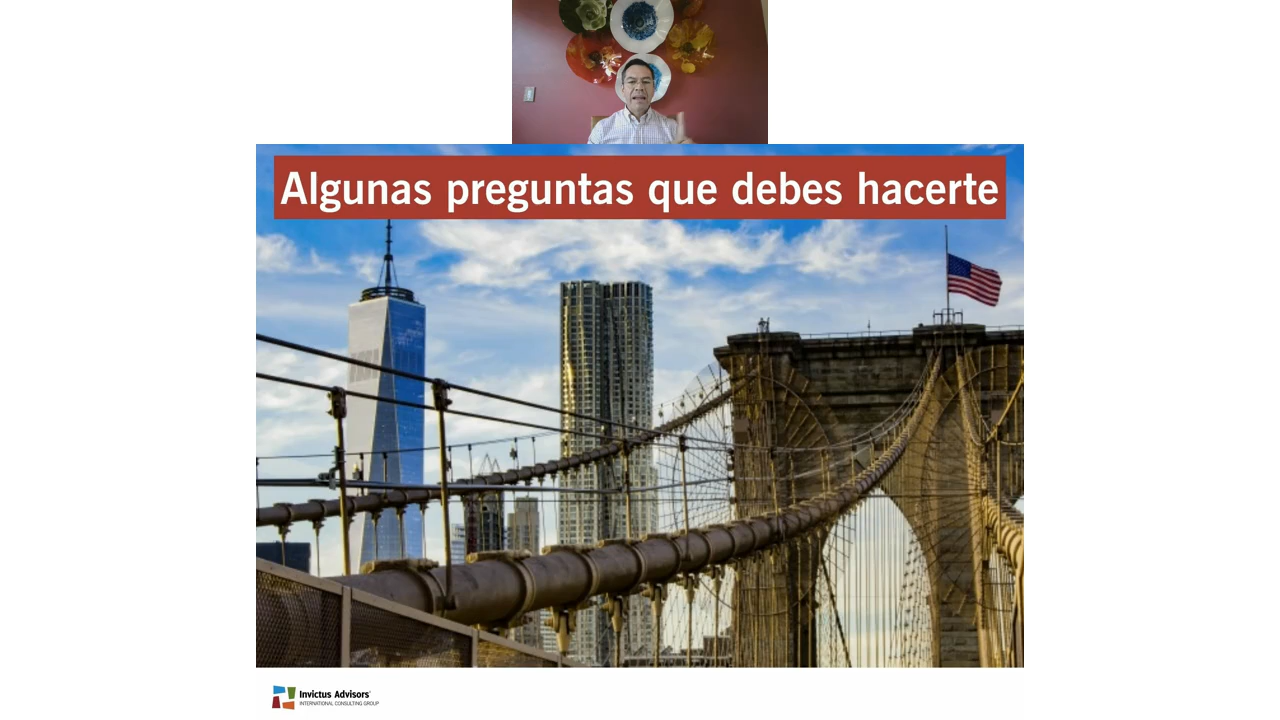 Algunas preguntas que debes hacerte
Invictus Advisors
INTERNATIONAL CONSULTING GROUP